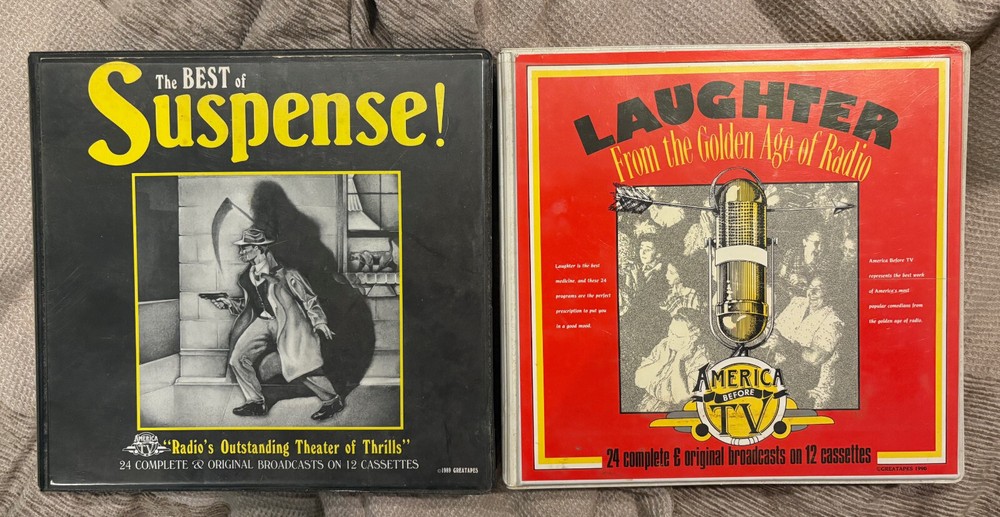 The BEST of
Suspense!
AMERICA
BEFORE
TV
"Radio's Outstanding Theater of Thrills"
24 COMPLETE & ORIGINAL BROADCASTS ON 12 CASSETTES
©1989 GREATAPES
LAUGHTER
From the Golden Age of Radio
Laughter is the best
medicine, and these 24
programs are the perfect
prescription to put you
in a good mood.
America Before TV
represents the best work
of America's most
popular comedians from
the golden age of radio.
AMERICA
BEFORE
TV
24 complete & original broadcasts on 12 cassettes
©GREATAPES 1990